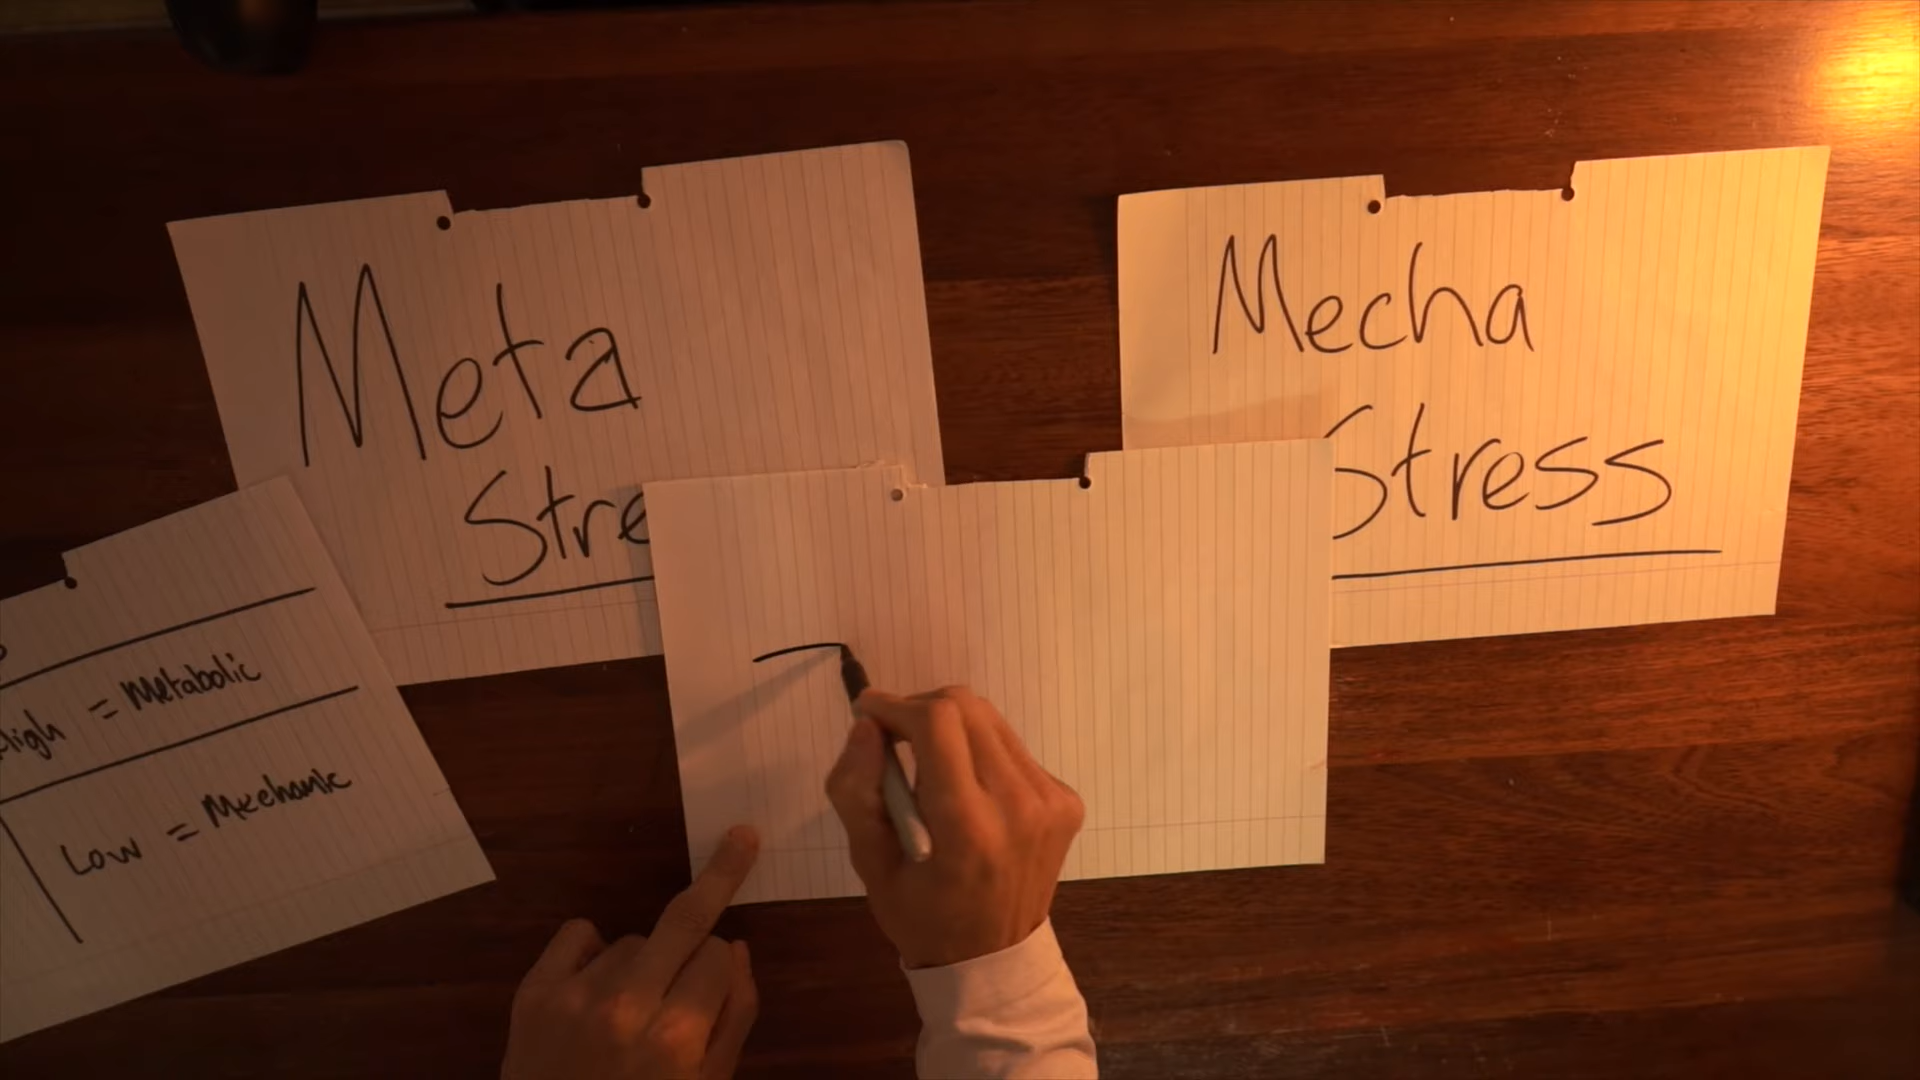 Meta
Stre
Mecha
Stress
High = Metabolic
Low = Mechanic